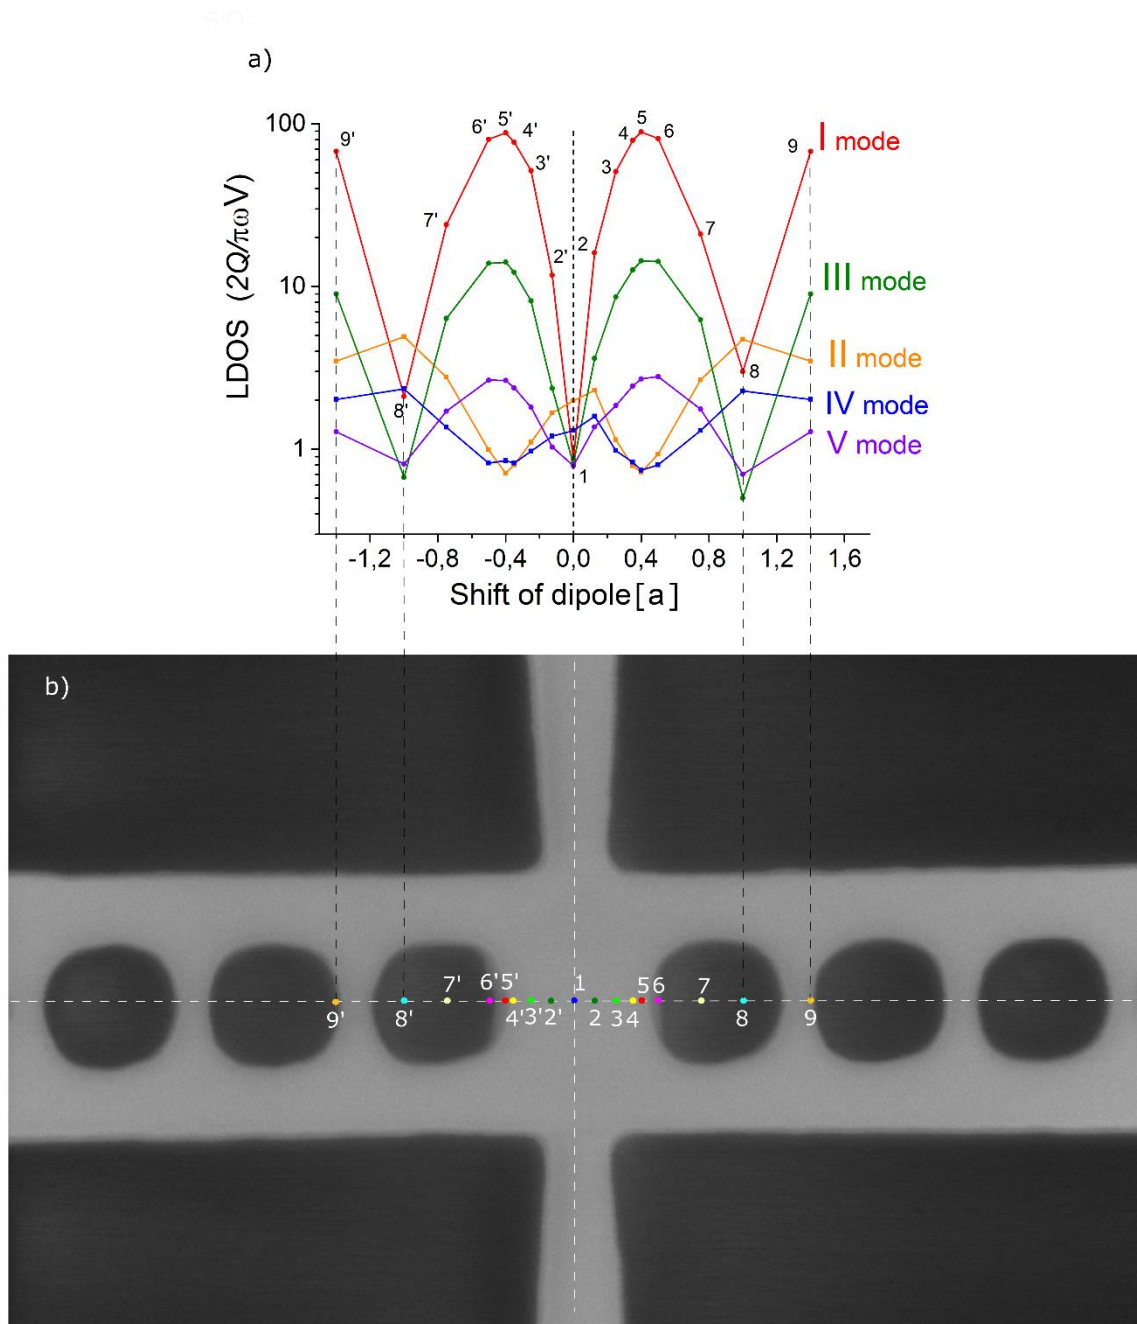 a)
LDOS (2Q/πωV)
100
10
1
9' 8' 7' 6' 5' 4' 3' 2' 1 2 3 4 5 6 7 8 9
I mode
III mode
II mode
IV mode
V mode
-1,2 -0,8 -0,4 0,0 0,4 0,8 1,2 1,6
Shift of dipole [a]
b)
9' 8' 7' 6' 5' 4' 3' 2' 1 2 3 4 5 6 7 8 9